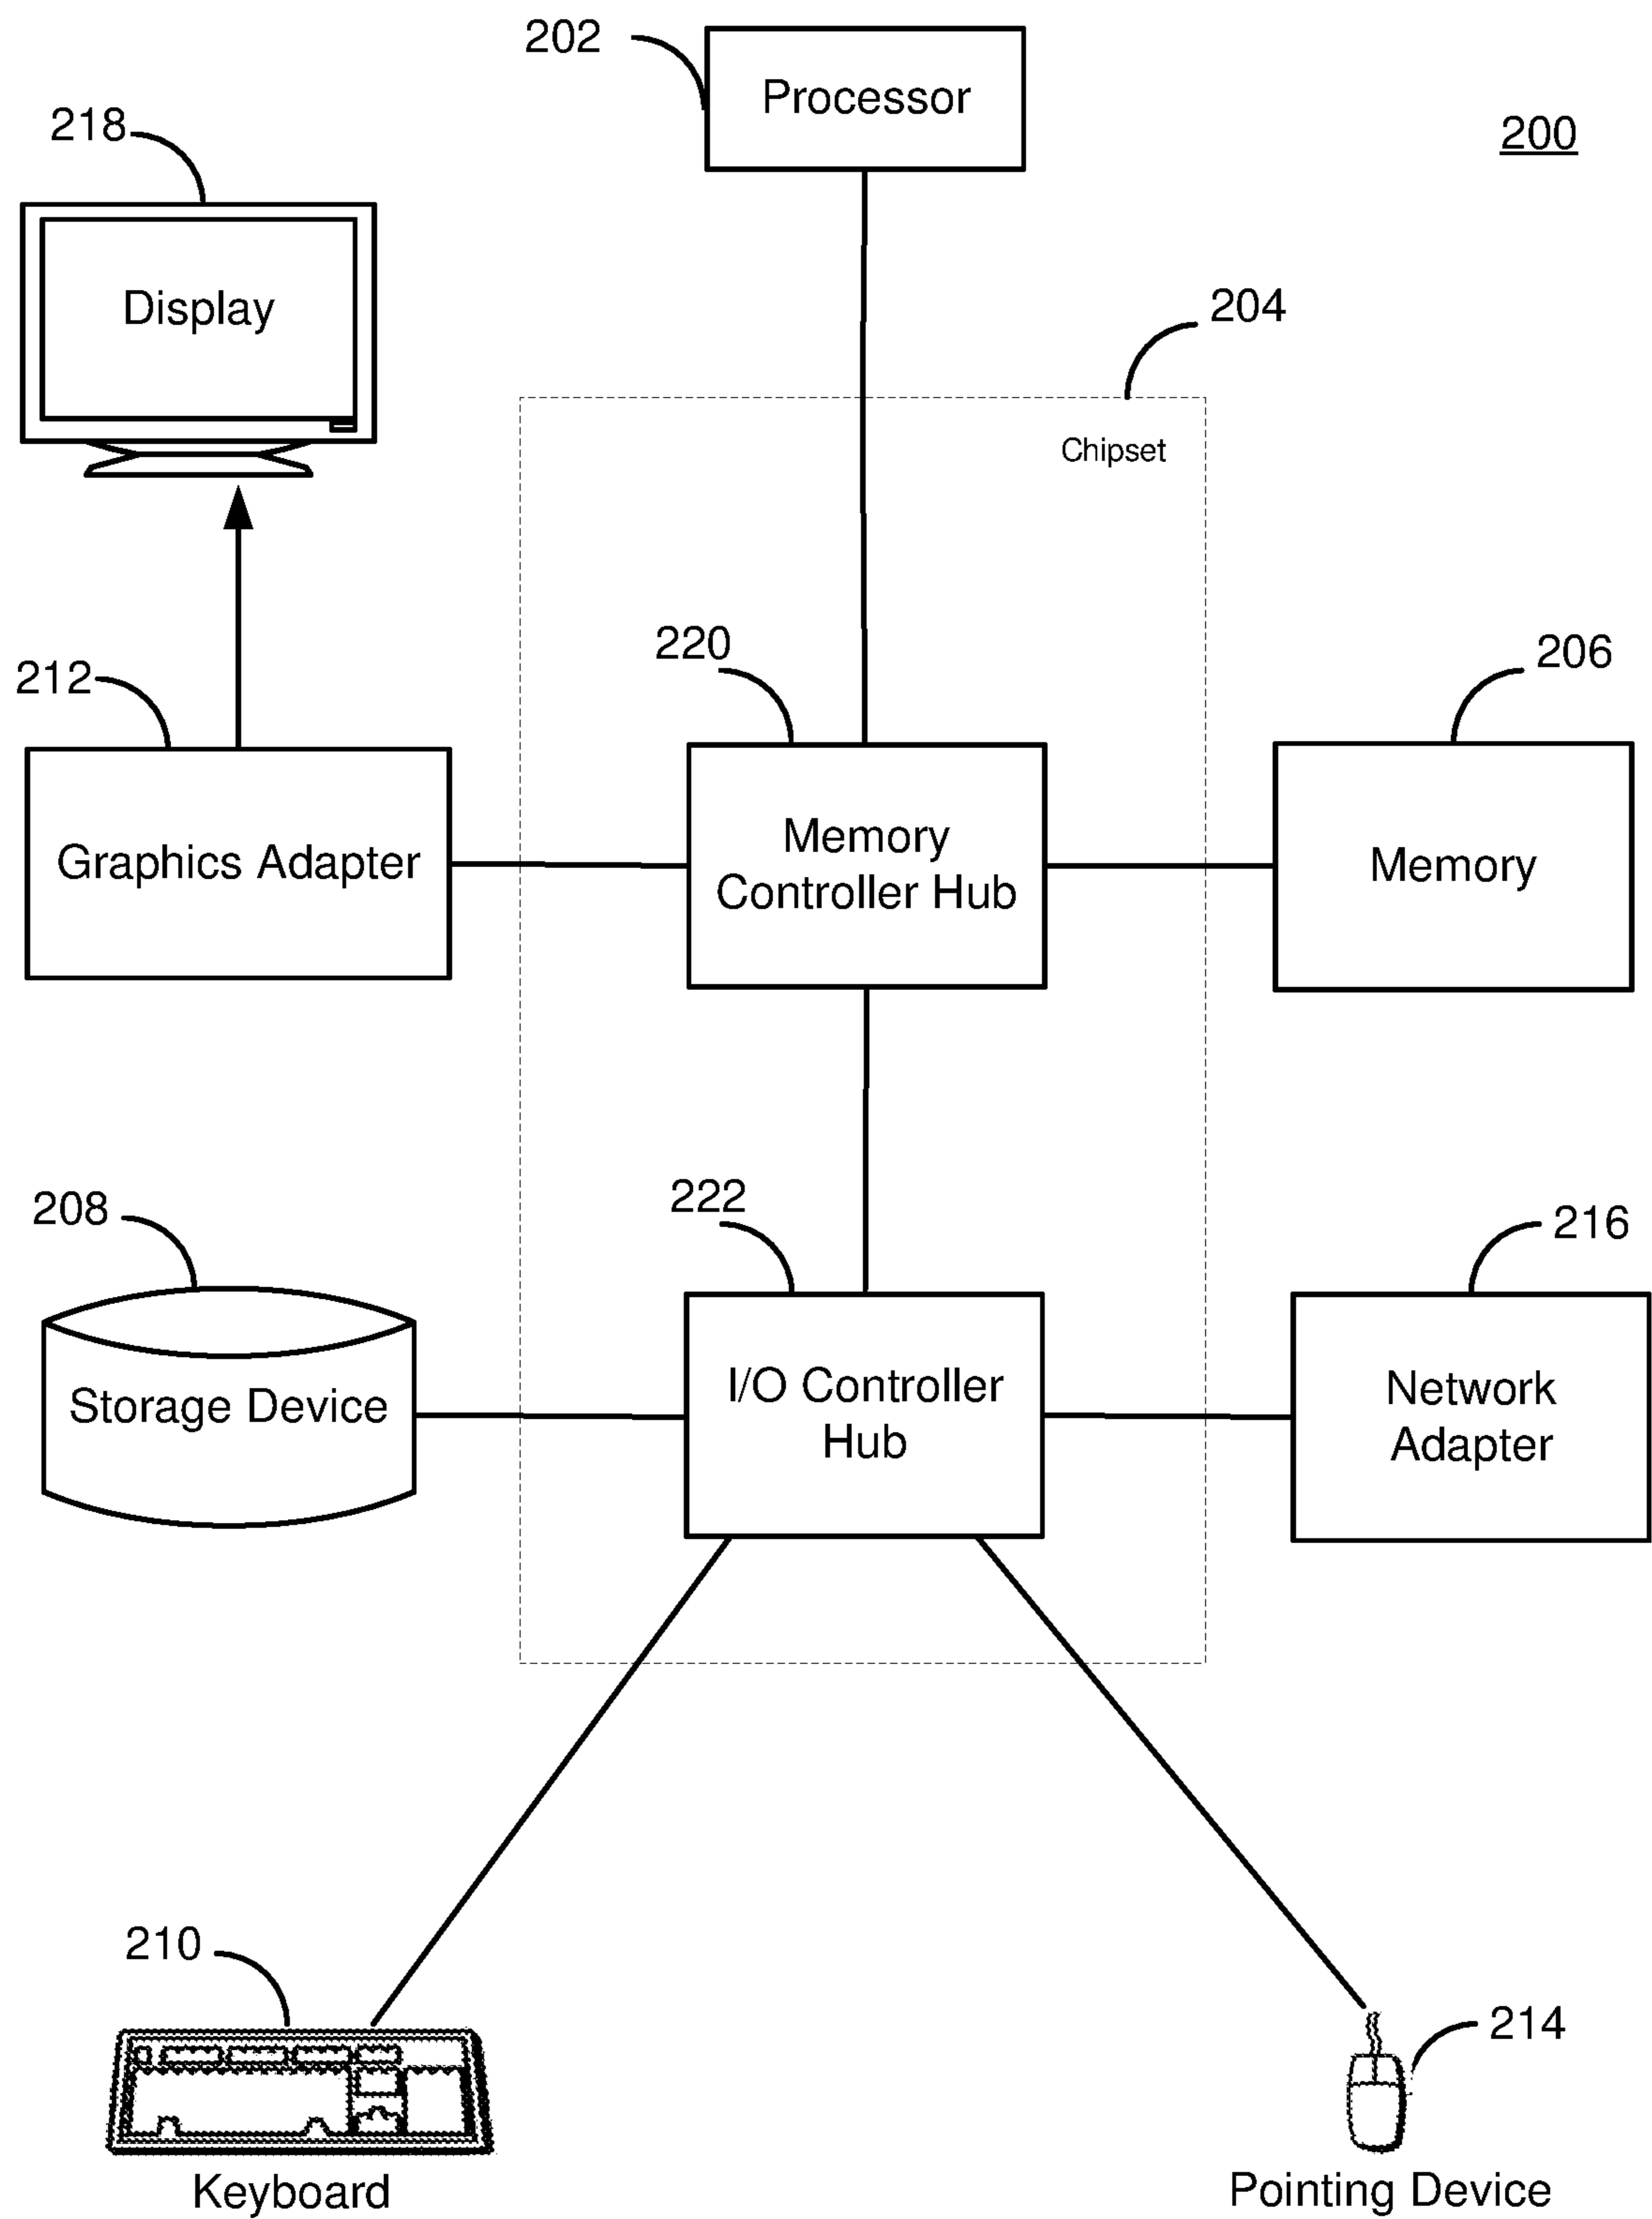 202
Processor
200
218
Display
204
Chipset
220
206
212
Graphics Adapter
Memory
Controller Hub
Memory
208
222
216
Storage Device
I/O Controller
Hub
Network
Adapter
210
214
Keyboard
Pointing Device